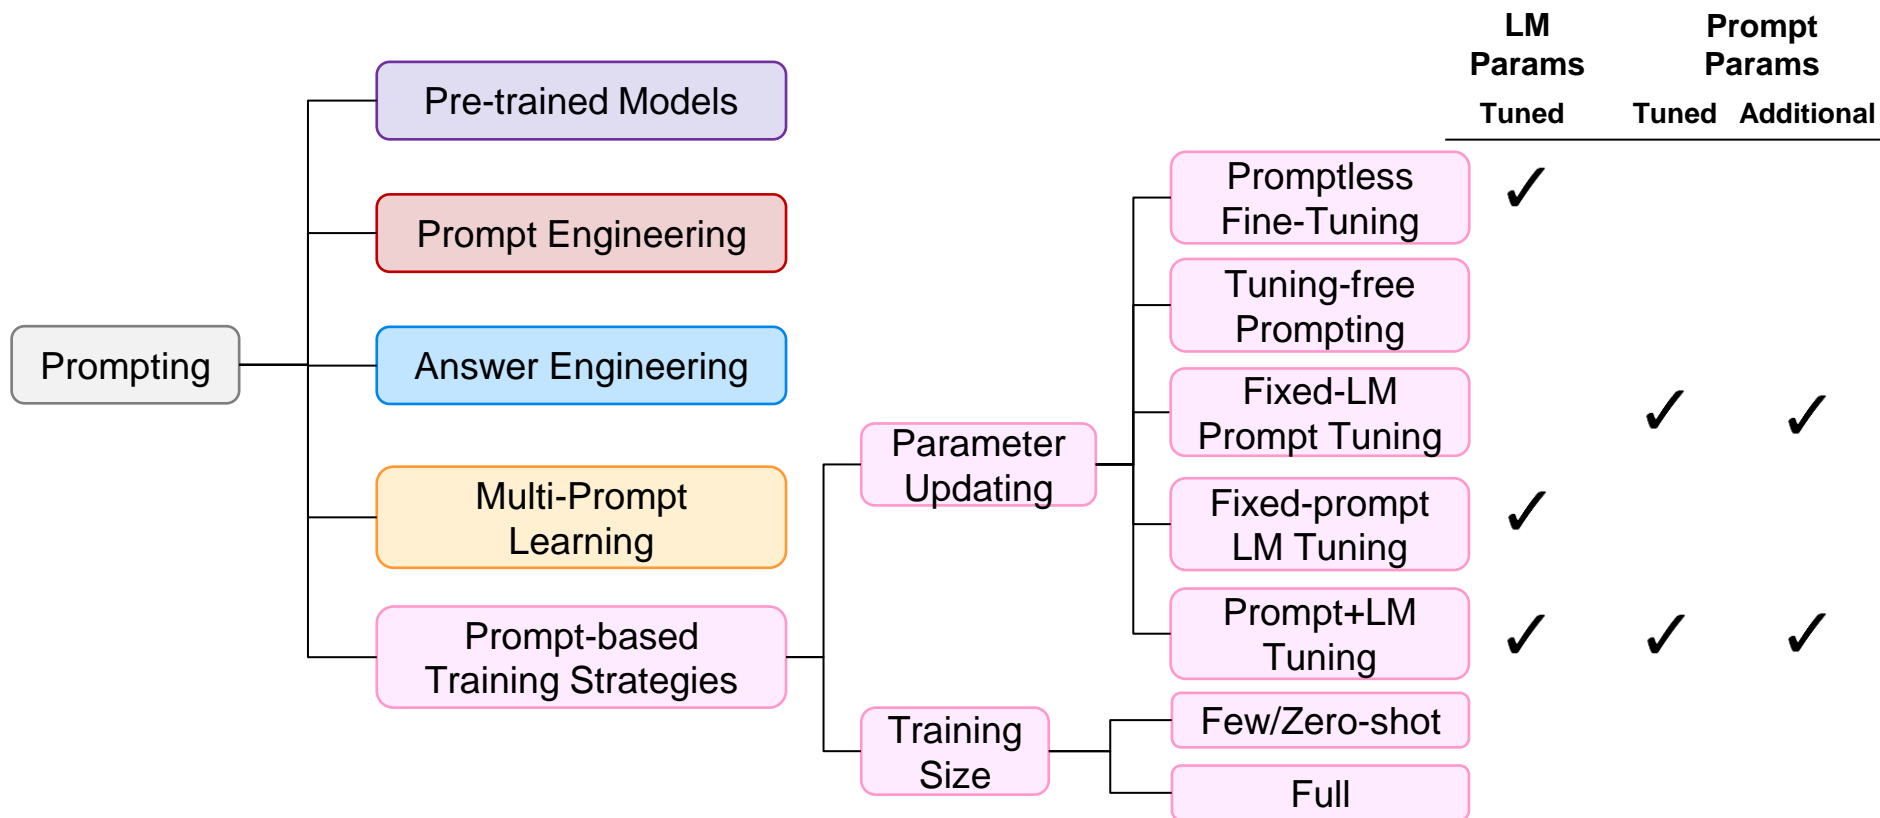 LM
Params
Prompt
Params
Tuned
Tuned
Additional
Pre-trained Models
Prompt Engineering
Prompting
Answer Engineering
Multi-Prompt
Learning
Prompt-based
Training Strategies
Parameter
Updating
Training
Size
Promptless
Fine-Tuning
✓
Tuning-free
Prompting
Fixed-LM
Prompt Tuning
✓ ✓
Fixed-prompt
LM Tuning
✓
Prompt+LM
Tuning
✓ ✓ ✓
Few/Zero-shot
Full